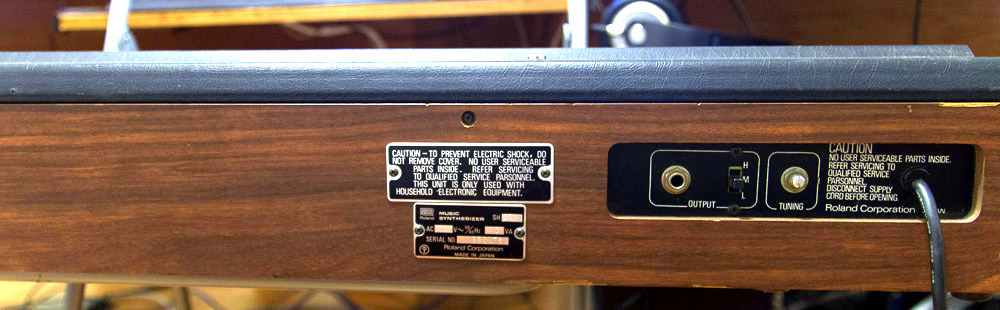 CAUTION – TO PREVENT ELECTRIC SHOCK, DO
NOT REMOVE COVER. NO USER SERVICEABLE
PARTS INSIDE. REFER SERVICING
TO QUALIFIED SERVICE PARSONNEL.
THIS UNIT IS ONLY USED WITH
HOUSEHOLD ELECTRONIC EQUIPMENT.
Roland
MUSIC
SYNTHESIZER
SH
AC V~ Hz VA
SERIAL NO.
Roland Corporation
MADE IN JAPAN
H
M
L
OUTPUT
TUNING
CAUTION
NO USER SERVICEABLE PARTS INSIDE.
REFER SERVICING TO
QUALIFIED SERVICE
PARSONNEL.
DISCONNECT SUPPLY
CORD BEFORE OPENING.
Roland Corporation JAPAN